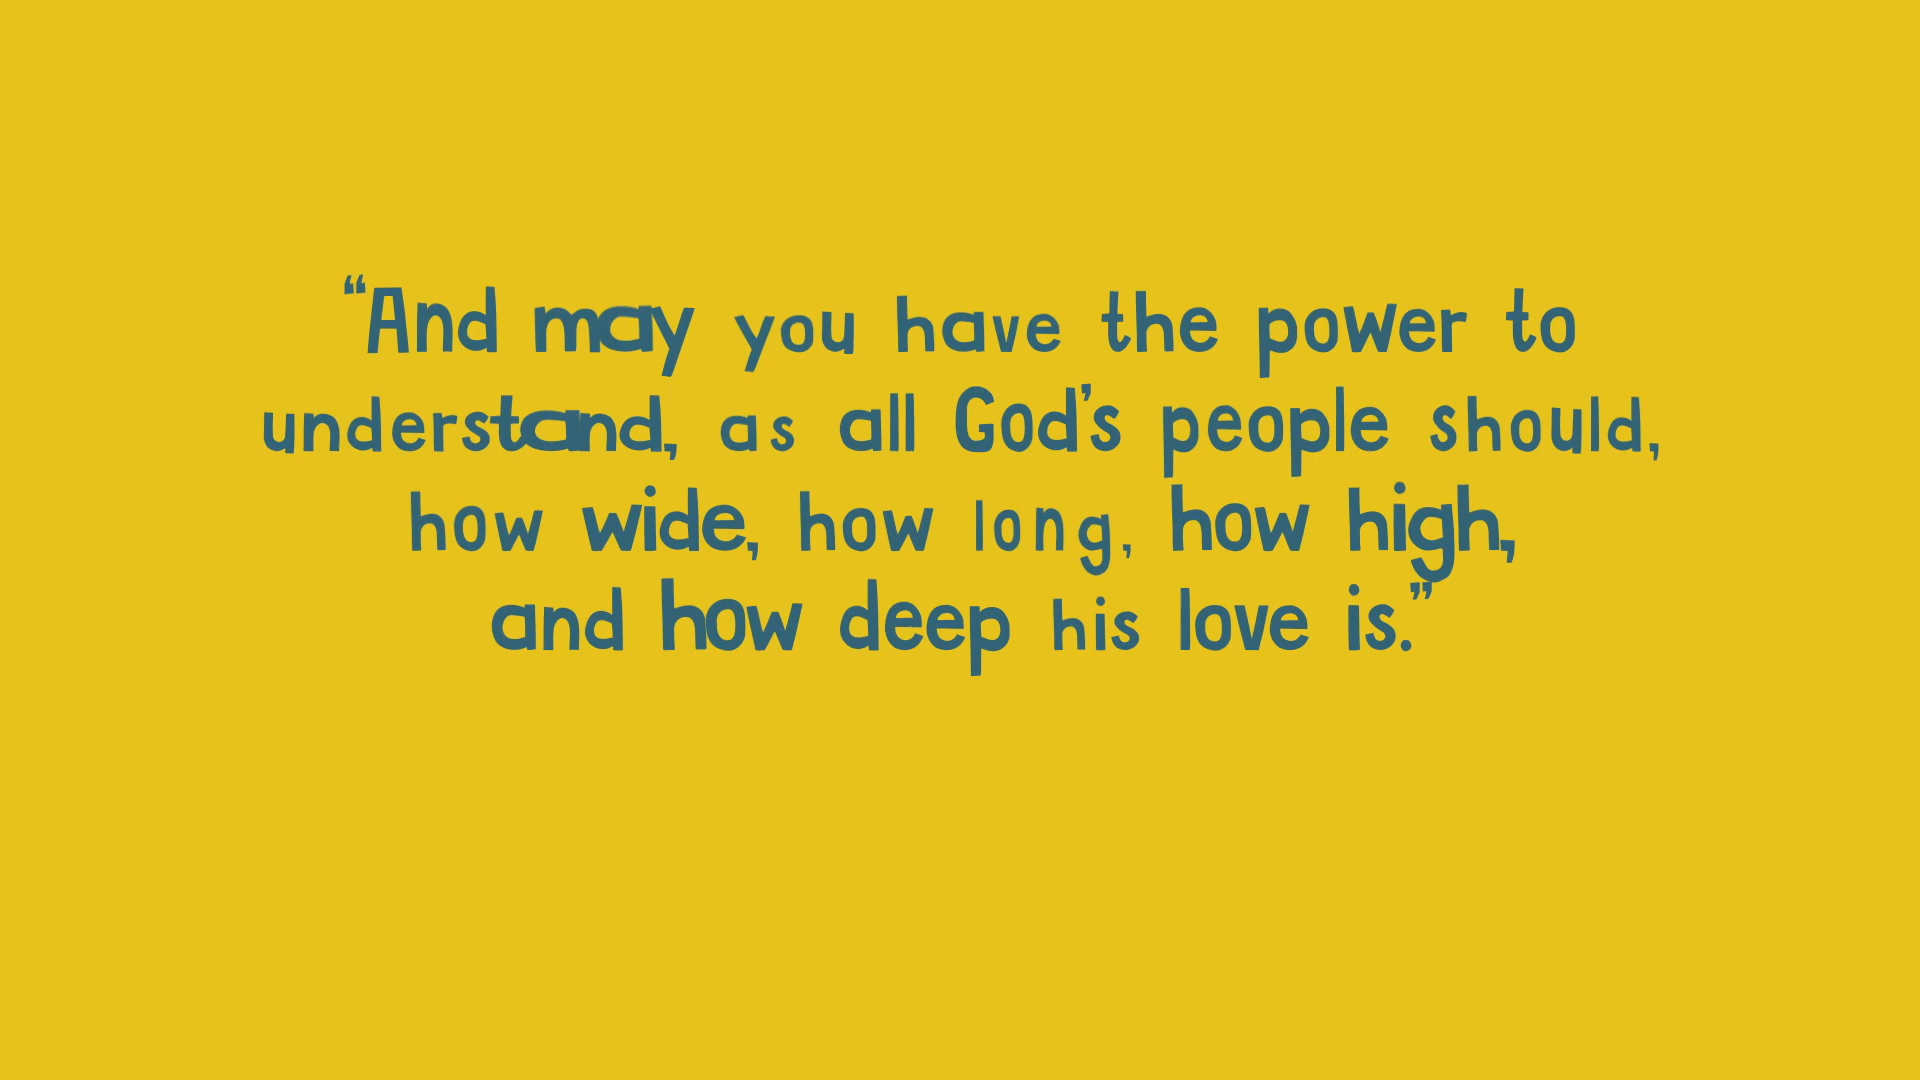 “And may you have the power to
understand, as all God’s people should,
how wide, how long, how high,
and how deep his love is.”